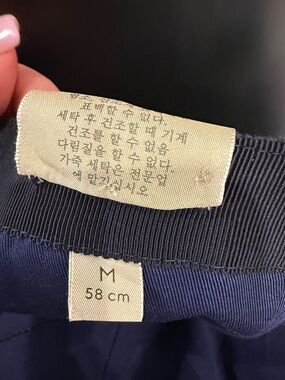 표백할 수 없다.
세탁 후 건조할 때 기계
건조를 할 수 없음
다림질을 할 수 없다.
가죽 세탁은 전문업
에 맡기십시오
M
58 cm